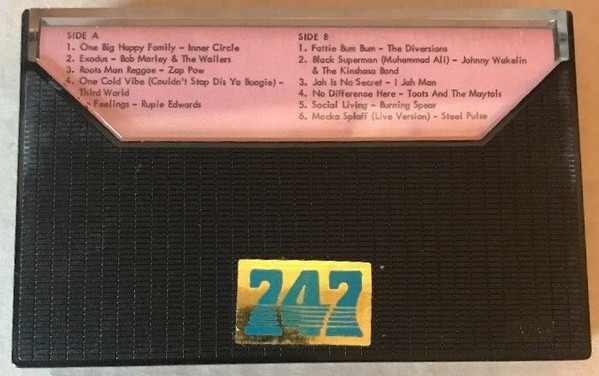 SIDE A
1. One Big Happy Family – Inner Circle
2. Exodus – Bob Marley & The Wailers
3. Roots Man Reggae – Zap Pow
4. One Cold Vibe (Couldn't Stop Dis Ya Boogie) –
Third World
Feelings – Rupie Edwards
SIDE B
1. Fattie Bum Bum – The Diversions
2. Black Superman (Muhammad Ali) – Johnny Wakelin
& The Kinshasa Band
3. Jah Is No Secret – I Jah Man
4. No Difference Here – Toots And The Maytols
5. Social Living – Burning Spear
6. Macka Splaff (Live Version) – Steel Pulse
747